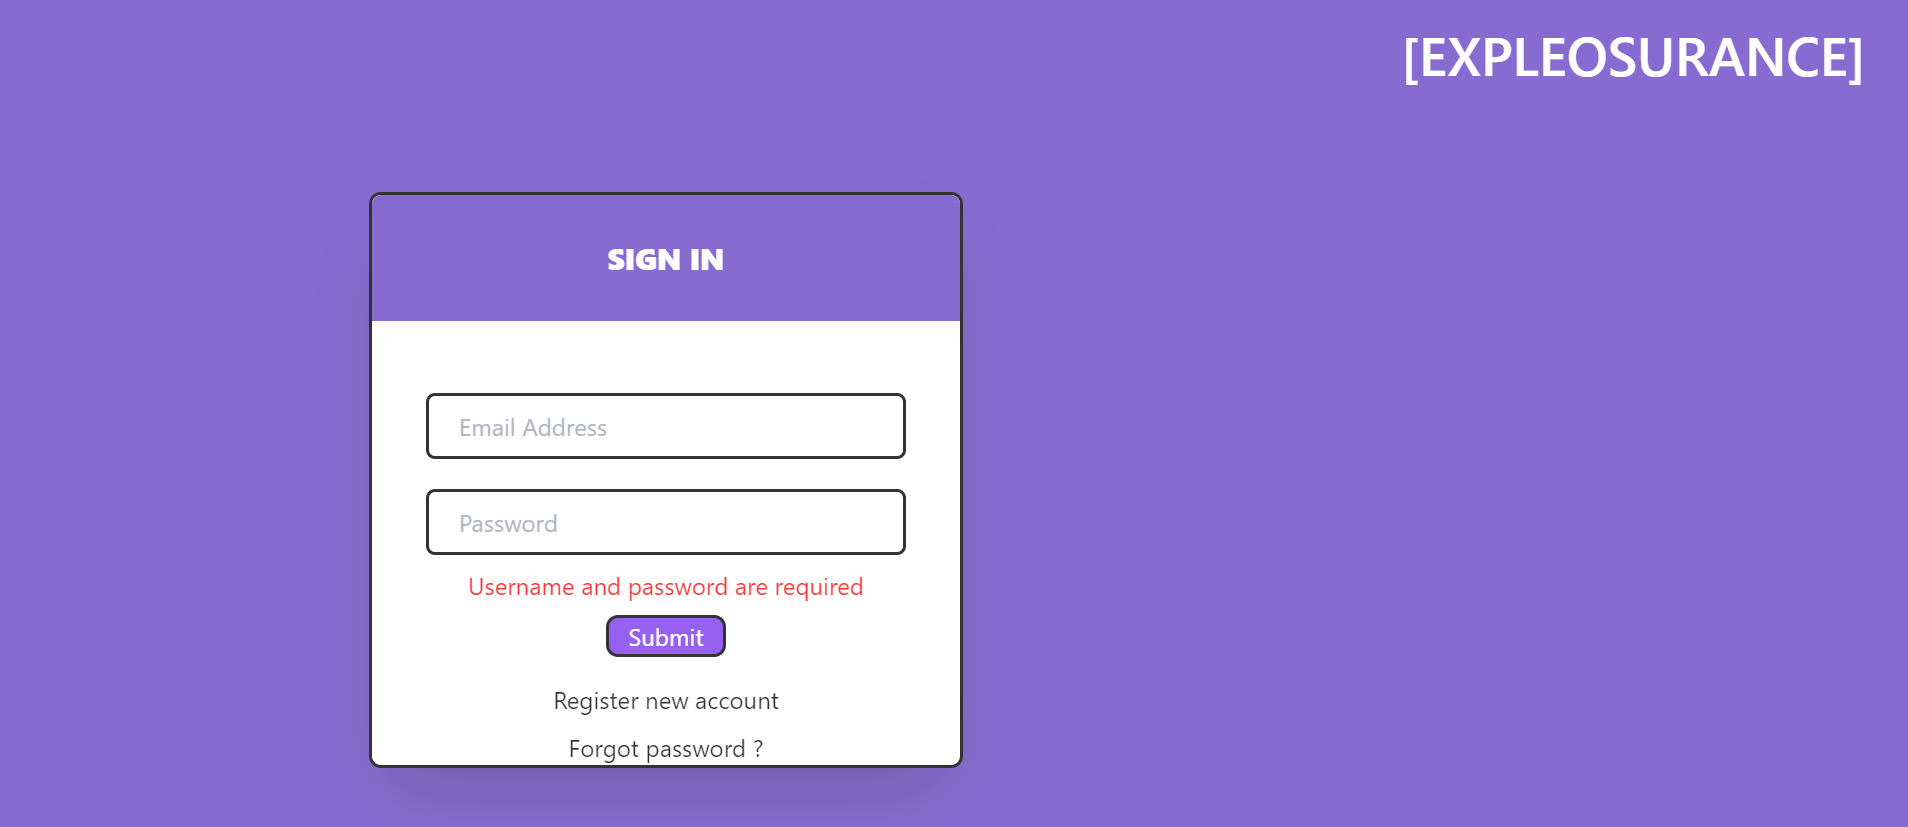 [EXPLEOSURANCE]
SIGN IN
Email Address
Password
Username and password are required
Submit
Register new account
Forgot password ?